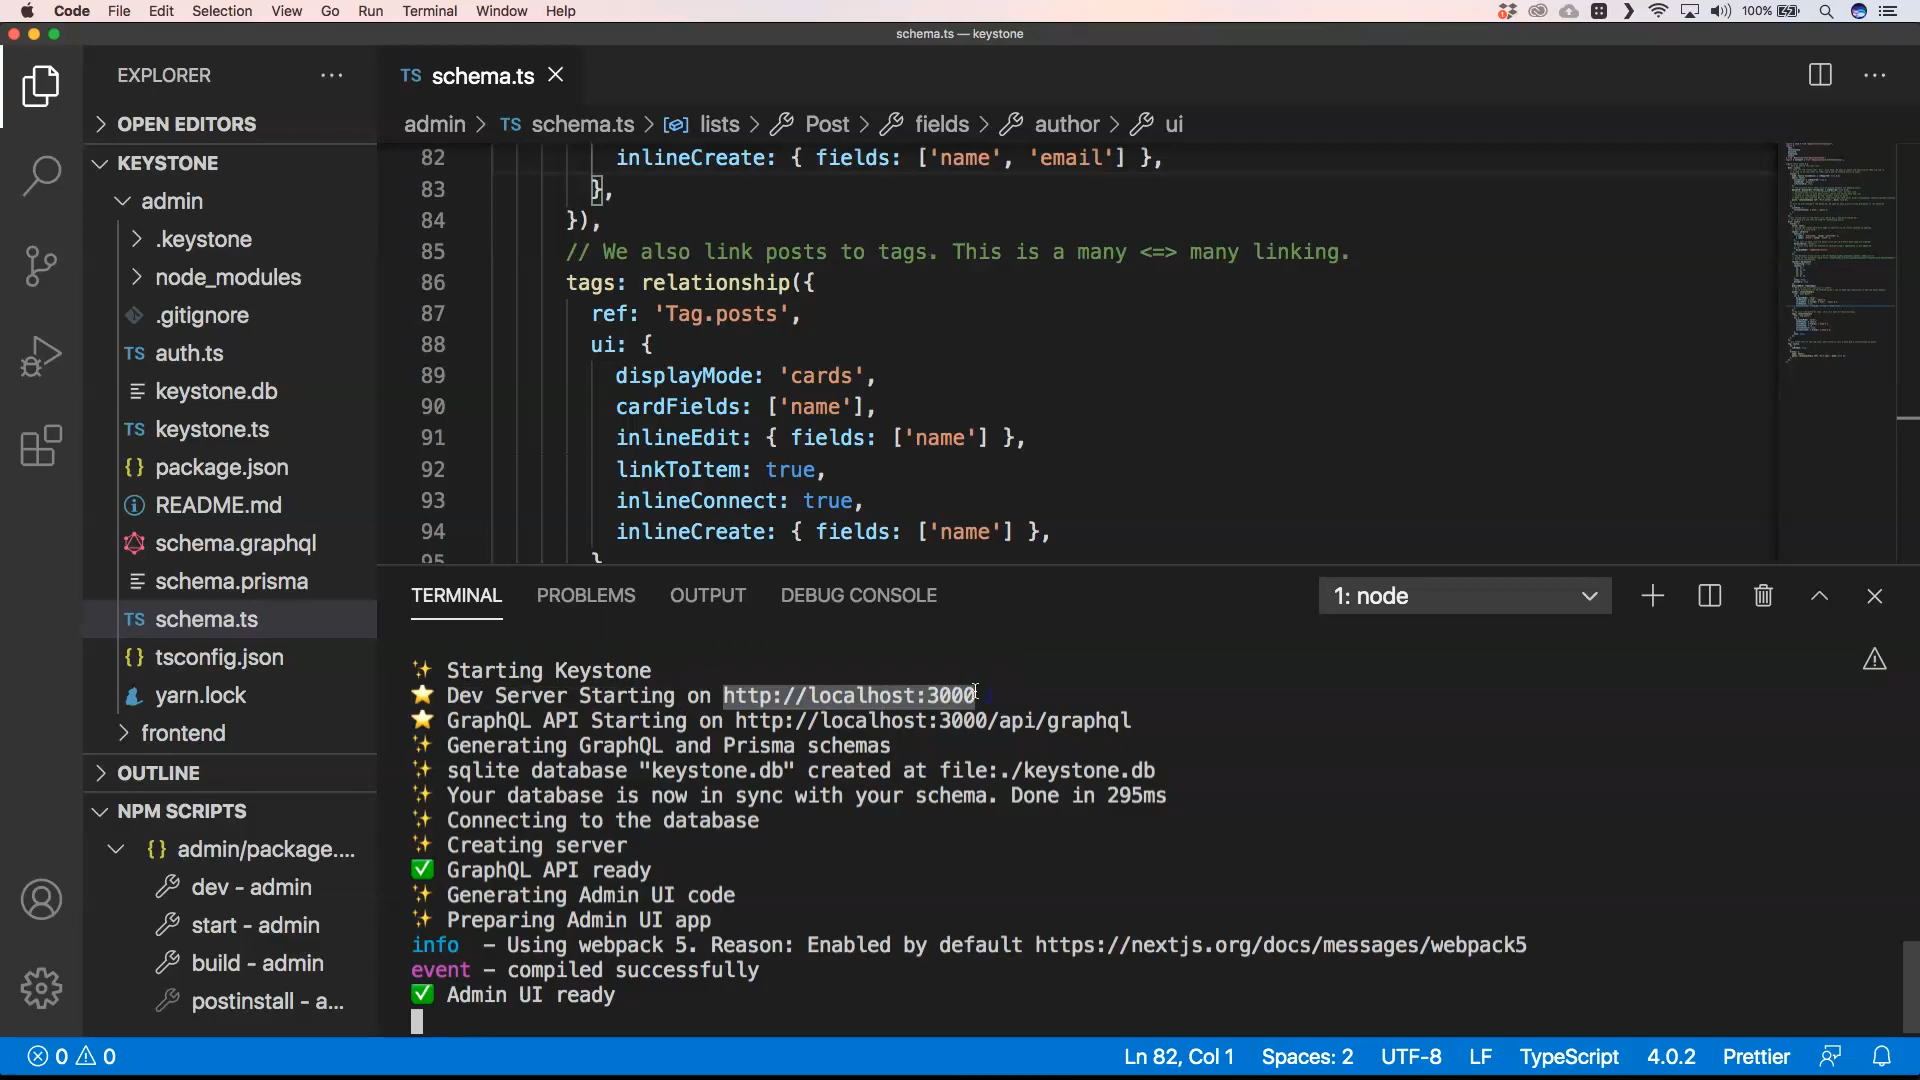 Code File Edit Selection View Go Run Terminal Window Help 100%
schema.ts — keystone
EXPLORER
OPEN EDITORS
KEYSTONE
admin
.keystone
node_modules
.gitignore
TS auth.ts
keystone.db
TS keystone.ts
{} package.json
README.md
schema.graphql
schema.prisma
TS schema.ts
{} tsconfig.json
yarn.lock
frontend
OUTLINE
NPM SCRIPTS
{} admin/package....
dev - admin
start - admin
build - admin
postinstall - a...
TS schema.ts
admin > TS schema.ts > lists > Post > fields > author > ui
82 inlineCreate: { fields: ['name', 'email'] },
83 },
84 }),
85 // We also link posts to tags. This is a many <=> many linking.
86 tags: relationship({
87 ref: 'Tag.posts',
88 ui: {
89 displayMode: 'cards',
90 cardFields: ['name'],
91 inlineEdit: { fields: ['name'] },
92 linkToItem: true,
93 inlineConnect: true,
94 inlineCreate: { fields: ['name'] },
95 }
TERMINAL PROBLEMS OUTPUT DEBUG CONSOLE 1: node
✨ Starting Keystone
⭐ Dev Server Starting on http://localhost:3000
⭐ GraphQL API Starting on http://localhost:3000/api/graphql
✨ Generating GraphQL and Prisma schemas
✨ sqlite database "keystone.db" created at file:./keystone.db
✨ Your database is now in sync with your schema. Done in 295ms
✨ Connecting to the database
✨ Creating server
✅ GraphQL API ready
✨ Generating Admin UI code
✨ Preparing Admin UI app
info - Using webpack 5. Reason: Enabled by default https://nextjs.org/docs/messages/webpack5
event - compiled successfully
✅ Admin UI ready
0 0 Ln 82, Col 1 Spaces: 2 UTF-8 LF TypeScript 4.0.2 Prettier